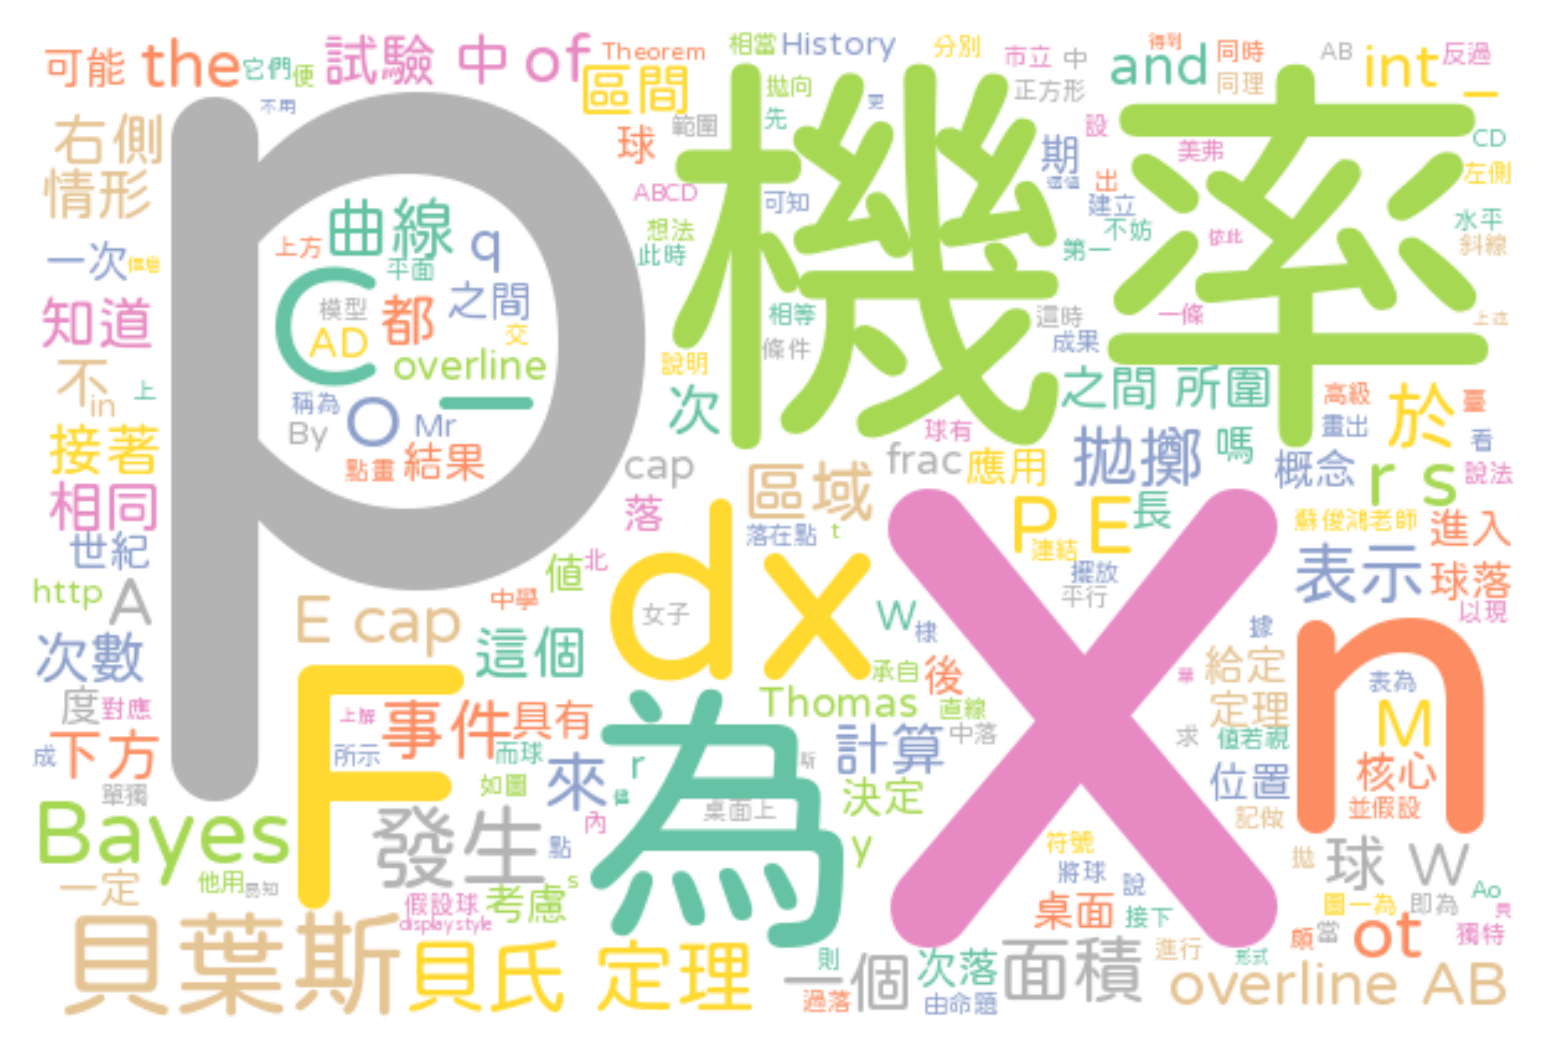 可能 the 它們 便 試驗 中 of Theorem 相當 History 分別 市立 中 得到 同時 AB int _ 反過
不用 區間 拋向 更 正方形 and 同理
右側 球 範圍 先 期 設 美弗 CD
情形 p ABCD 可知 機率 出 建立 左側
上方 曲線 q 想法 不妨 依此 水平
一次 信息 平面 此時 第一 斜線
知道 C 模型 都 之間 相等 這時 一條 上述
AD 交 說明 條件 成果
不 上 overline 次 之間 所圍 高級 於 臺
in 稱為 O _ Mr 球有 畫出 看
接著 By 點畫 結果 cap 區域 frac 應用 拋擲 嗎 概念 r s 說法
相同 落 落在點 t P E 長 蘇俊鴻老師 進入
世紀 值 北 dx 連結 擺放 表示 球落
http A 中學 女子 W 棣 X 平行 以現
E cap 這個 據
次數 承自 後 給定 n 表為
度 對應 F 上解 事件 具有 為 Thomas 直線 定理 M
成 下方 所示 而球 r 斯 計算 中落 求 值若視
單獨 如圖 來 桌面上 決定 位置 核心
Bayes 發生 內 y 記做 並假設
點 符號 拋 球 W
一定 他用 易知 s 將球 說 Ao
假設球 考慮 桌面 接下 圖一為 即為
displaystyle 頗 當 ot 獨特
貝葉斯 貝氏 定理 則 一個 次落 面積 進行 形式
過落 由命題 overline AB